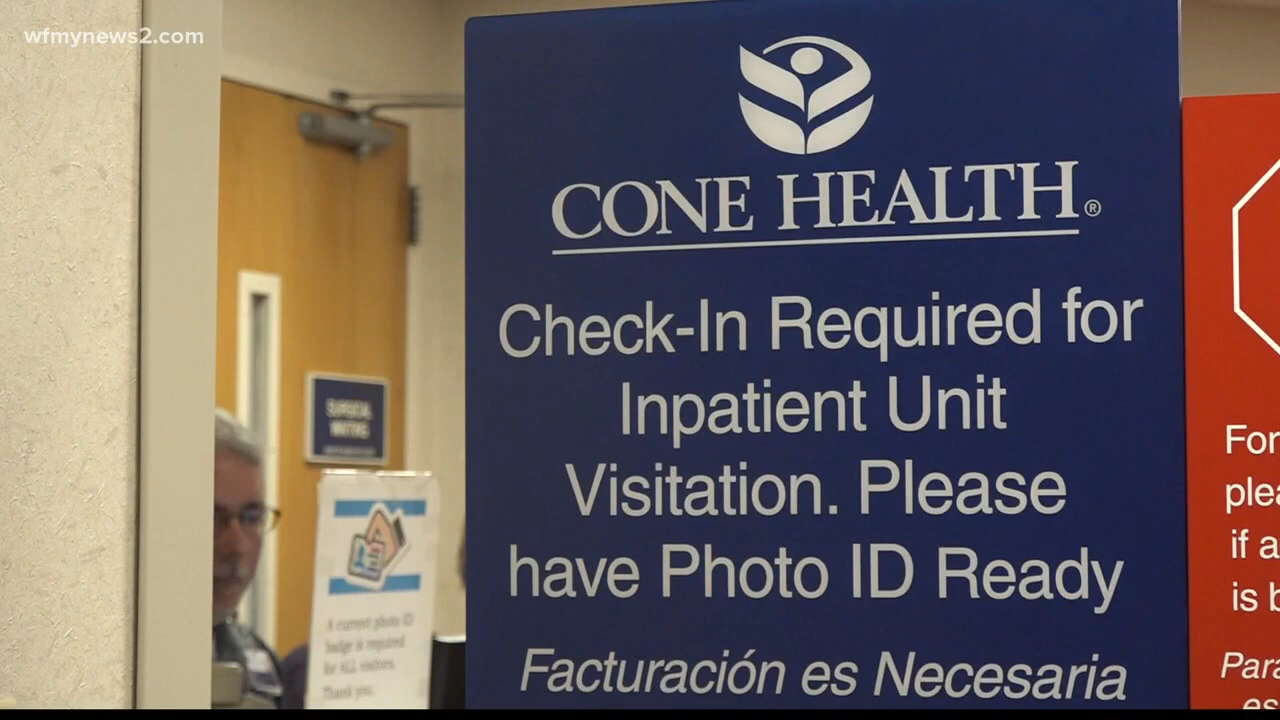 wfmynews2.com
CONE HEALTH®
Check-In Required for
Inpatient Unit
Visitation. Please
have Photo ID Ready
Facturación es Necesaria
SURGICAL
WAITING
A current photo ID
badge is required
for ALL visitors.
Thank you.
For
if a
is b
Para
es